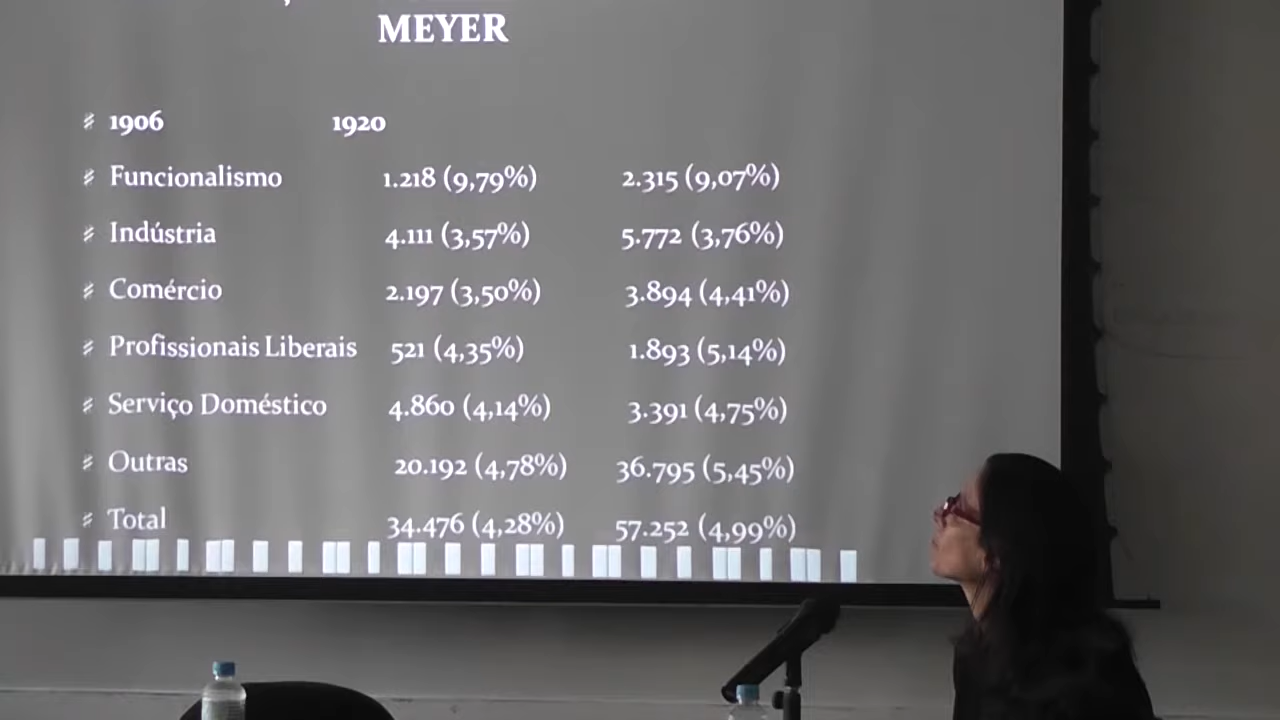 MEYER
1906 1920
Funcionalismo 1.218 (9,79%) 2.315 (9,07%)
Indústria 4.111 (3,57%) 5.772 (3,76%)
Comércio 2.197 (3,50%) 3.894 (4,41%)
Profissionais Liberais 521 (4,35%) 1.893 (5,14%)
Serviço Doméstico 4.860 (4,14%) 3.391 (4,75%)
Outras 20.192 (4,78%) 36.795 (5,45%)
Total 34.476 (4,28%) 57.252 (4,99%)